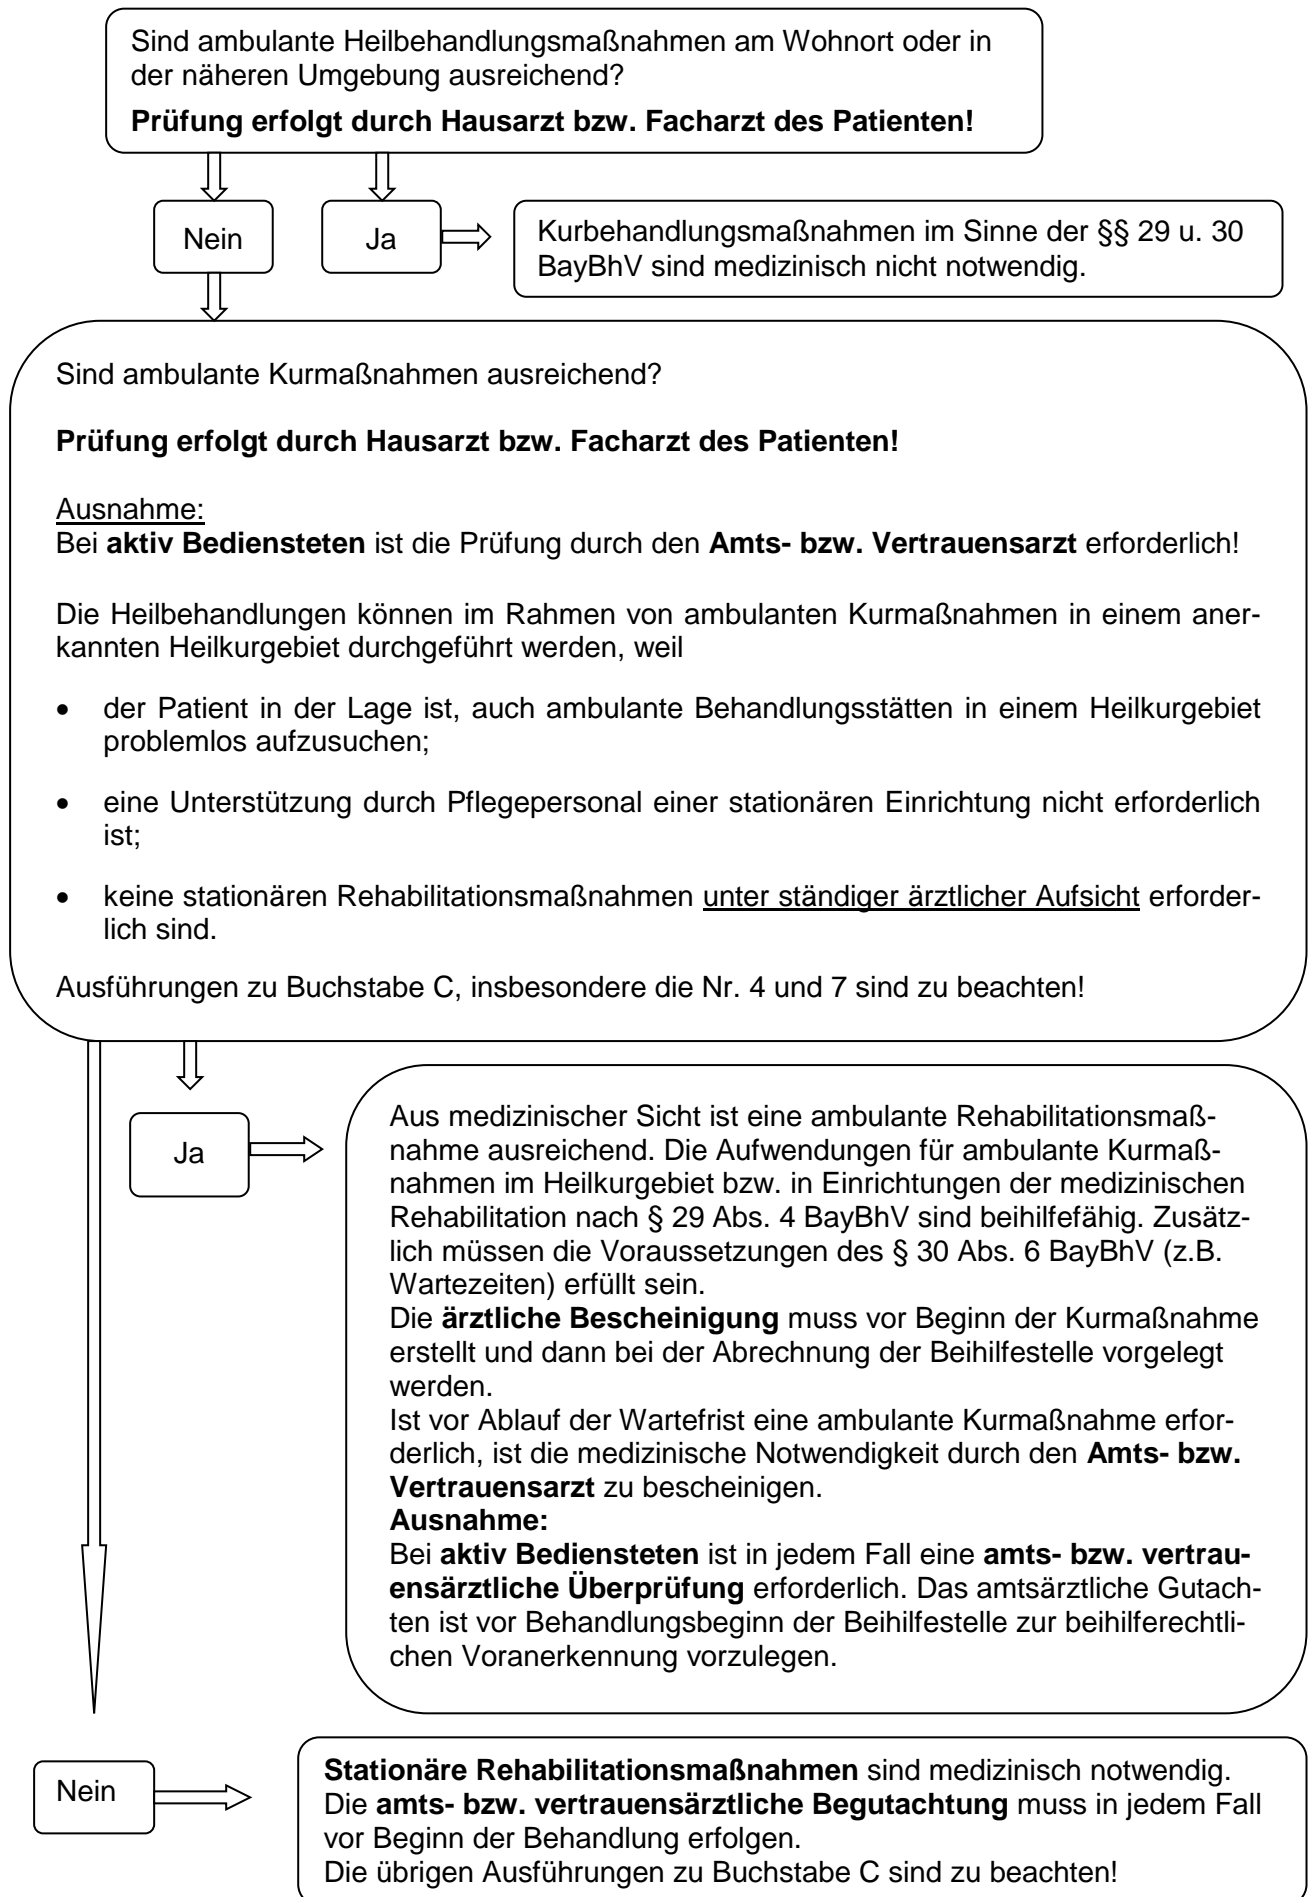 Sind ambulante Heilbehandlungsmaßnahmen am Wohnort oder in
der näheren Umgebung ausreichend?
Prüfung erfolgt durch Hausarzt bzw. Facharzt des Patienten!
Nein
Ja
Kurbehandlungsmaßnahmen im Sinne der §§ 29 u. 30
BayBhV sind medizinisch nicht notwendig.
Sind ambulante Kurmaßnahmen ausreichend?
Prüfung erfolgt durch Hausarzt bzw. Facharzt des Patienten!
Ausnahme:
Bei aktiv Bediensteten ist die Prüfung durch den Amts- bzw. Vertrauensarzt erforderlich!
Die Heilbehandlungen können im Rahmen von ambulanten Kurmaßnahmen in einem aner-
kannten Heilkurgebiet durchgeführt werden, weil
• der Patient in der Lage ist, auch ambulante Behandlungsstätten in einem Heilkurgebiet
problemlos aufzusuchen;
• eine Unterstützung durch Pflegepersonal einer stationären Einrichtung nicht erforderlich
ist;
• keine stationären Rehabilitationsmaßnahmen unter ständiger ärztlicher Aufsicht erforder-
lich sind.
Ausführungen zu Buchstabe C, insbesondere die Nr. 4 und 7 sind zu beachten!
Ja
Aus medizinischer Sicht ist eine ambulante Rehabilitationsmaß-
nahme ausreichend. Die Aufwendungen für ambulante Kurmaß-
nahmen im Heilkurgebiet bzw. in Einrichtungen der medizinischen
Rehabilitation nach § 29 Abs. 4 BayBhV sind beihilfefähig. Zusätz-
lich müssen die Voraussetzungen des § 30 Abs. 6 BayBhV (z.B.
Wartezeiten) erfüllt sein.
Die ärztliche Bescheinigung muss vor Beginn der Kurmaßnahme
erstellt und dann bei der Abrechnung der Beihilfestelle vorgelegt
werden.
Ist vor Ablauf der Wartefrist eine ambulante Kurmaßnahme erfor-
derlich, ist die medizinische Notwendigkeit durch den Amts- bzw.
Vertrauensarzt zu bescheinigen.
Ausnahme:
Bei aktiv Bediensteten ist in jedem Fall eine amts- bzw. vertrau-
ensärztliche Überprüfung erforderlich. Das amtsärztliche Gutach-
ten ist vor Behandlungsbeginn der Beihilfestelle zur beihilferechtli-
chen Voranerkennung vorzulegen.
Nein
Stationäre Rehabilitationsmaßnahmen sind medizinisch notwendig.
Die amts- bzw. vertrauensärztliche Begutachtung muss in jedem Fall
vor Beginn der Behandlung erfolgen.
Die übrigen Ausführungen zu Buchstabe C sind zu beachten!